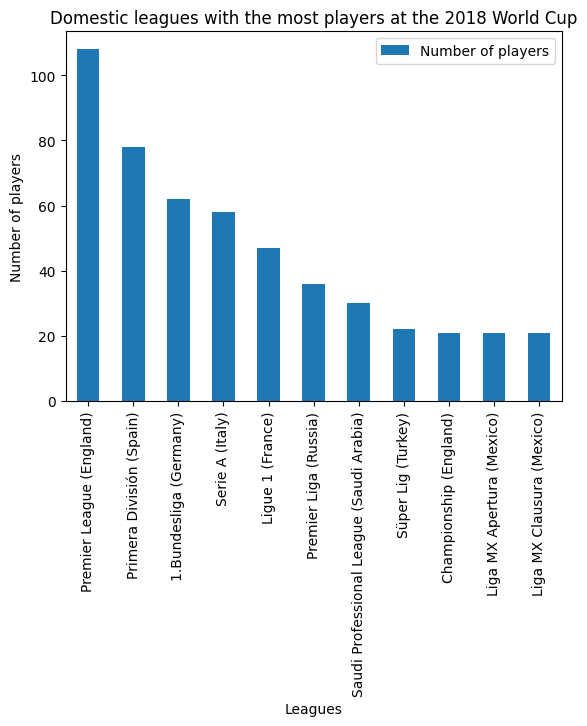 Domestic leagues with the most players at the 2018 World Cup
Number of players
Number of players
100
80
60
40
20
0
Premier League (England)
Primera División (Spain)
1.Bundesliga (Germany)
Serie A (Italy)
Ligue 1 (France)
Premier Liga (Russia)
Saudi Professional League (Saudi Arabia)
Süper Lig (Turkey)
Championship (England)
Liga MX Apertura (Mexico)
Liga MX Clausura (Mexico)
Leagues